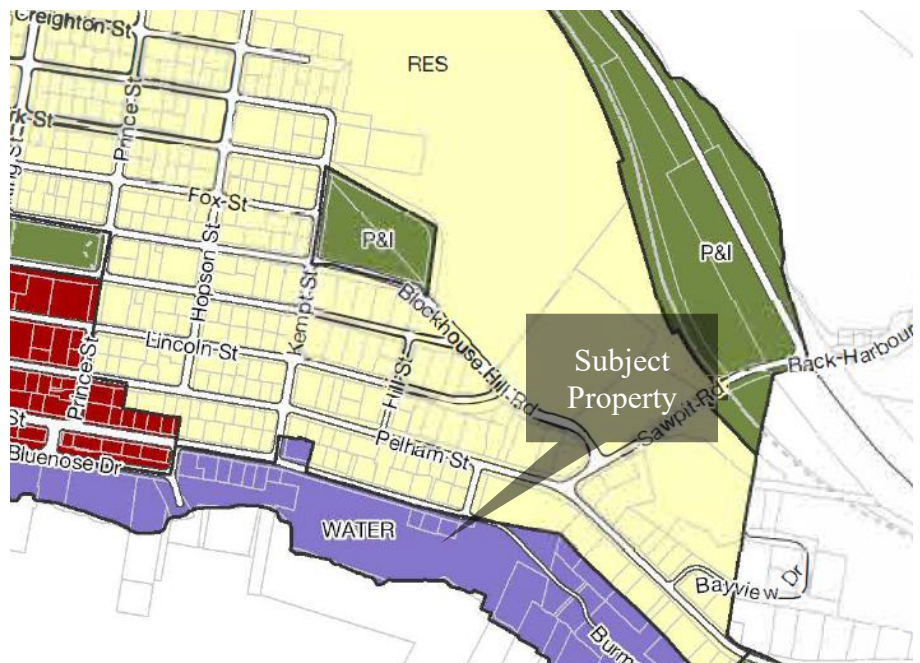 Creighton St
RES
Prince St
rk St
Fox St
P&I
P&I
Hopson St
Kempt St
Blockhouse Hill Rd
Subject
Property
Back Harbour
Lincoln St
Prince St
Hill St
Sawpit Rd
St
Pelham St
Bluenose Dr
WATER
Bayview Dr
Burm